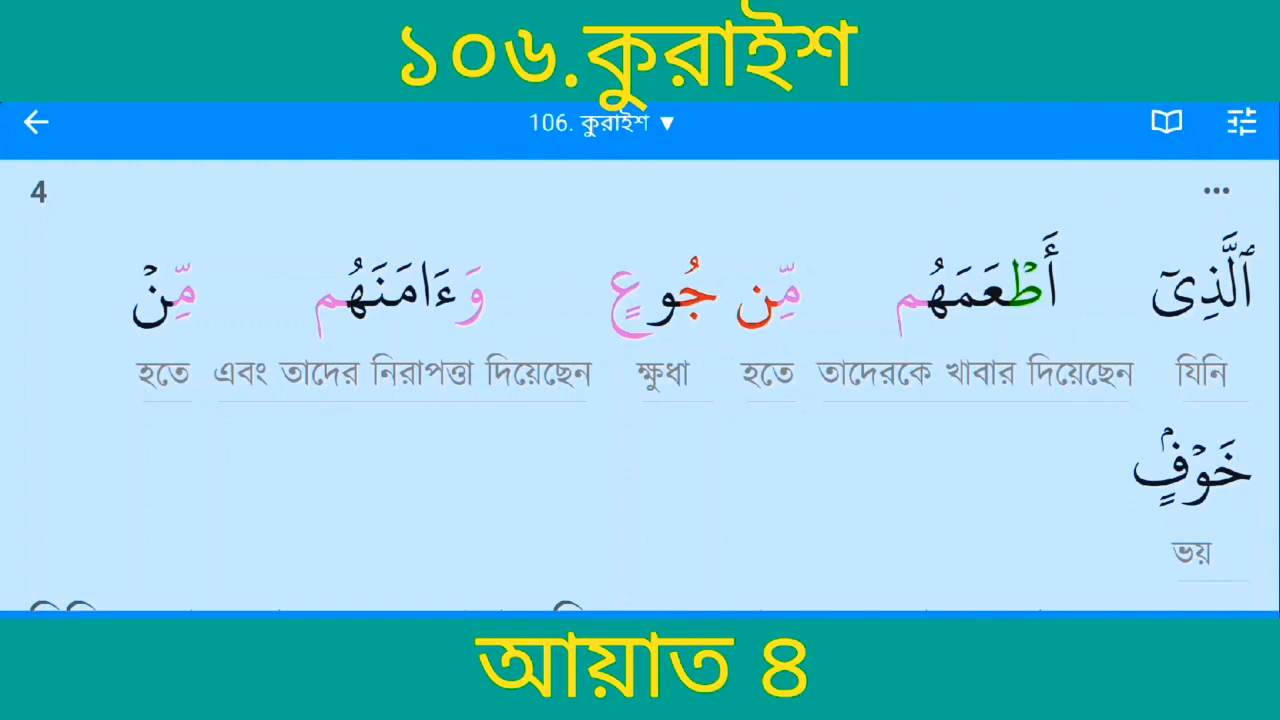 ১০৬.কুরাইশ
106. কুরাইশ ▼
4
ٱلَّذِىٓ أَطْعَمَهُم مِّن جُوعٍ وَءَامَنَهُم مِّنْ
যিনি তাদেরকে খাবার দিয়েছেন হতে ক্ষুধা এবং তাদের নিরাপত্তা দিয়েছেন হতে
خَوْفٍۭ
ভয়
আয়াত ৪